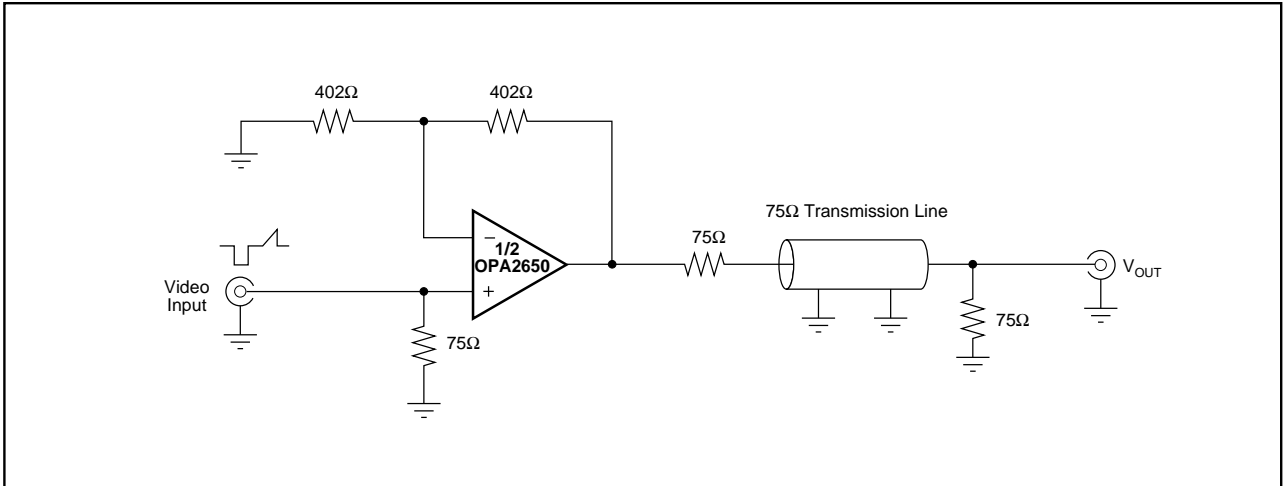 402Ω
402Ω
75Ω Transmission Line
−
1/2
OPA2650
+
75Ω
Video
Input
75Ω
75Ω
V_OUT